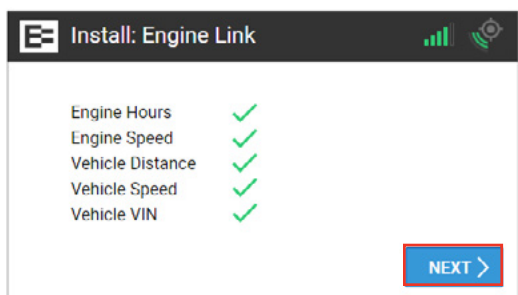 Install: Engine Link
Engine Hours
Engine Speed
Vehicle Distance
Vehicle Speed
Vehicle VIN
NEXT